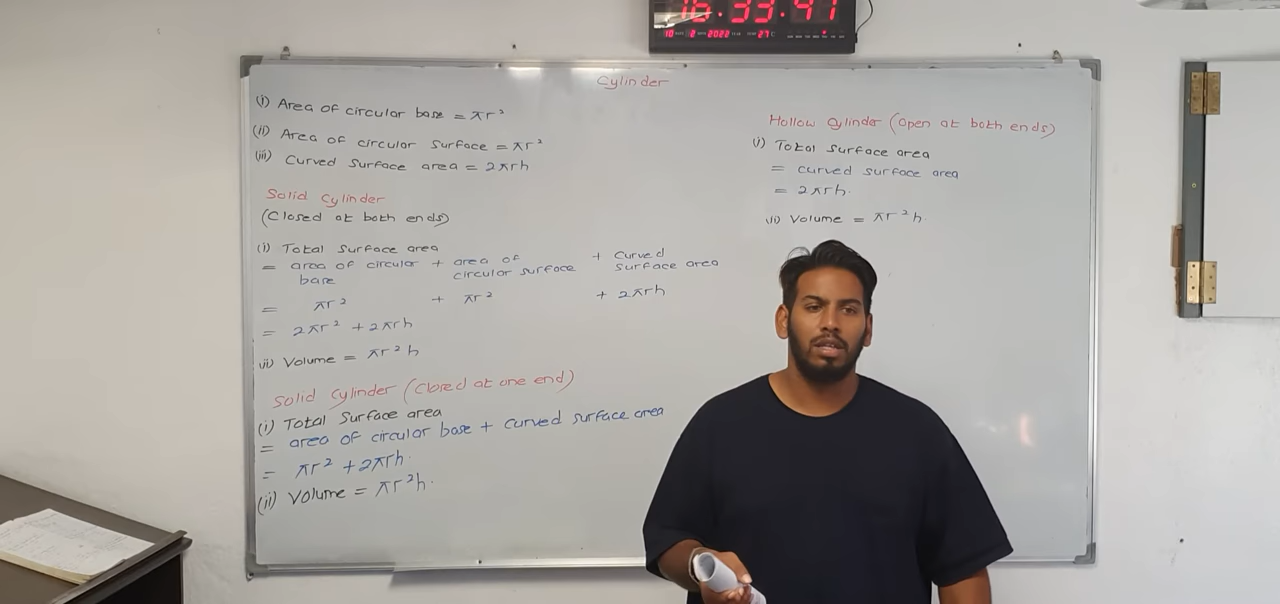 16:33:41
10 2 2022 27°C
Cylinder
(i) Area of circular base = πr²
(ii) Area of circular surface = πr²
(iii) Curved surface area = 2πrh
Solid Cylinder
(Closed at both ends)
(i) Total surface area
= area of circular base + area of circular surface + curved surface area
= πr² + πr² + 2πrh
= 2πr² + 2πrh
(ii) Volume = πr²h
Solid Cylinder (Closed at one end)
(i) Total Surface area
= area of circular base + curved surface area
= πr² + 2πrh.
(ii) Volume = πr²h.
Hollow Cylinder (Open at both ends)
(i) Total surface area
= curved surface area
= 2πrh.
(ii) Volume = πr²h.